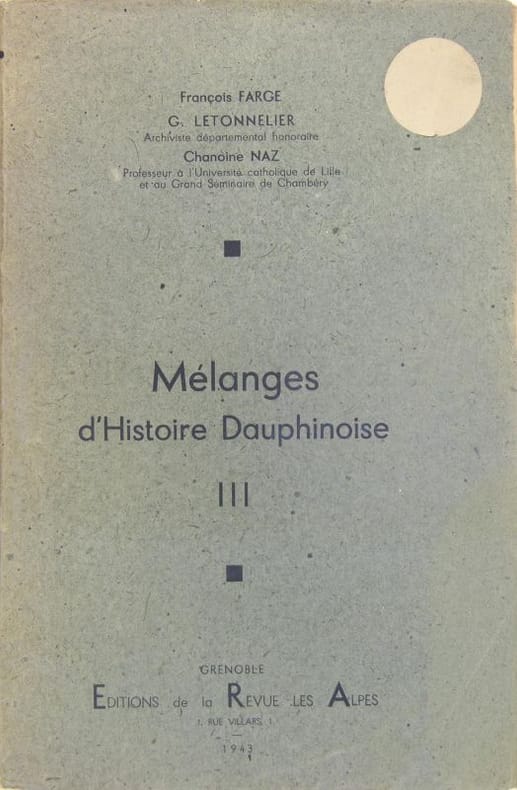 François FARGE
G. LETONNELIER
Archiviste départemental honoraire
Chanoine NAZ
Professeur à l'Université catholique de Lille
et au Grand Séminaire de Chambéry
Mélanges
d'Histoire Dauphinoise
III
GRENOBLE
EDITIONS de la REVUE LES ALPES
1, RUE VILLARS, 1
1943